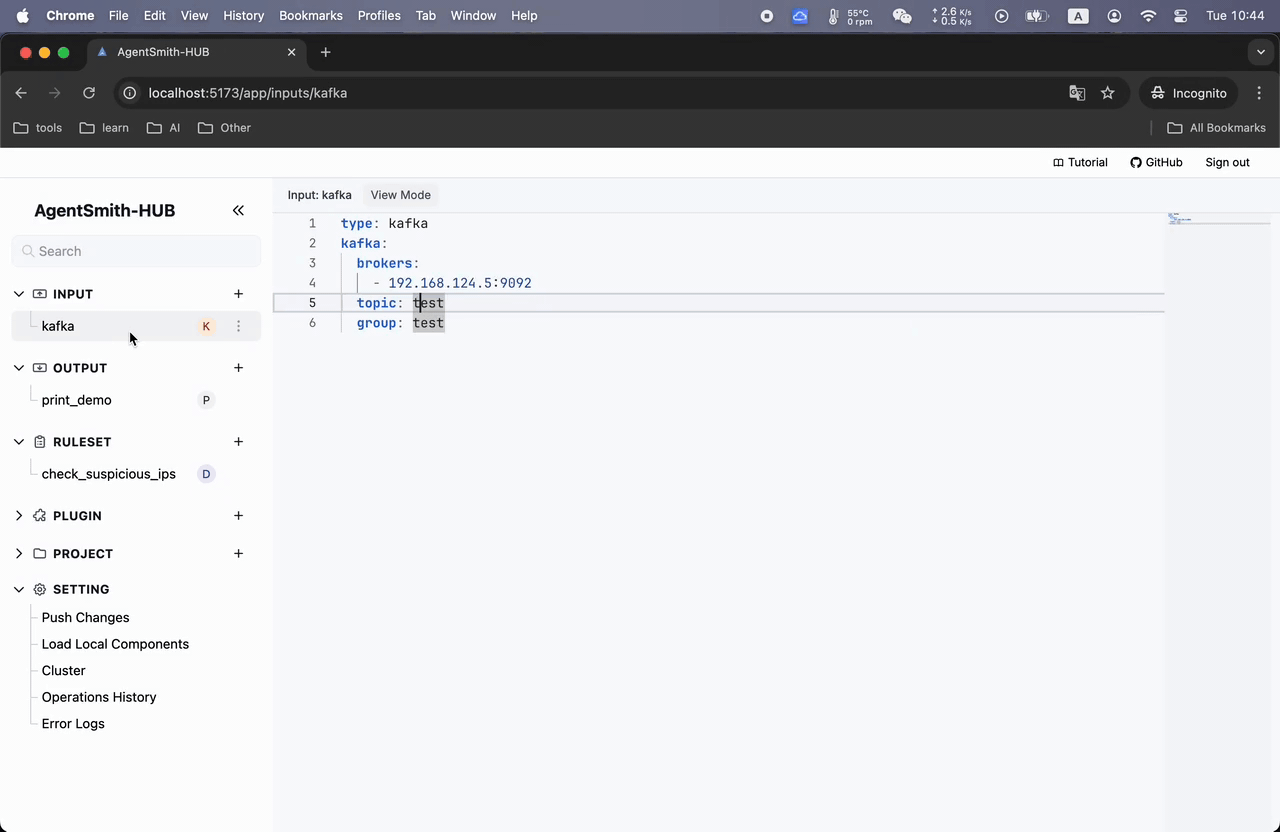 Chrome File Edit View History Bookmarks Profiles Tab Window Help 55°C 0 rpm 2.6 K/s 0.5 K/s A Tue 10:44
AgentSmith-HUB
localhost:5173/app/inputs/kafka Incognito
tools learn AI Other All Bookmarks
Tutorial GitHub Sign out
AgentSmith-HUB
Search
INPUT
kafka K
OUTPUT
print_demo P
RULESET
check_suspicious_ips D
PLUGIN
PROJECT
SETTING
Push Changes
Load Local Components
Cluster
Operations History
Error Logs
Input: kafka View Mode
1 type: kafka
2 kafka:
3 brokers:
4 - 192.168.124.5:9092
5 topic: test
6 group: test